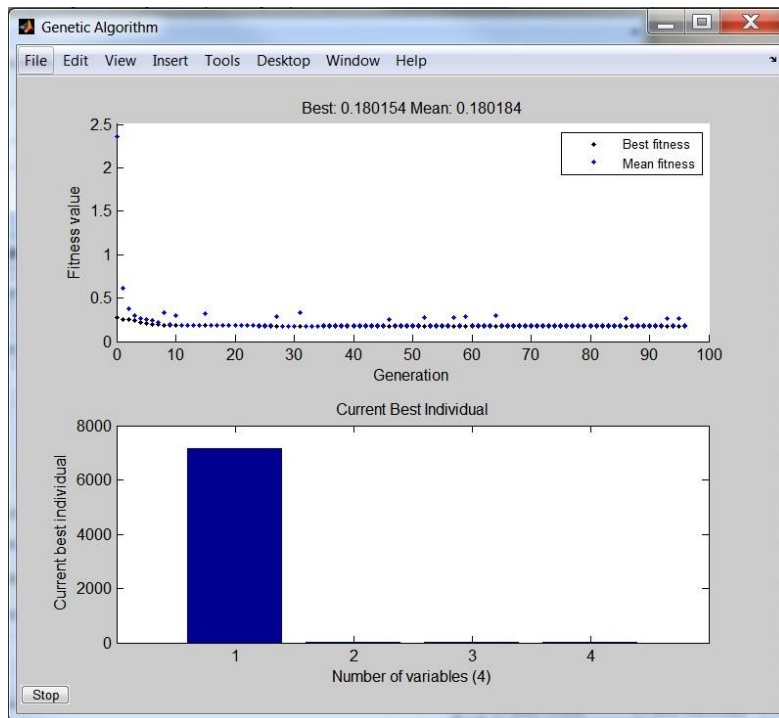 Genetic Algorithm
File Edit View Insert Tools Desktop Window Help
Best: 0.180154 Mean: 0.180184
2.5
2
1.5
1
0.5
0
Fitness value
Best fitness
Mean fitness
0 10 20 30 40 50 60 70 80 90 100
Generation
Current Best Individual
8000
6000
4000
2000
0
Current best individual
1 2 3 4
Number of variables (4)
Stop